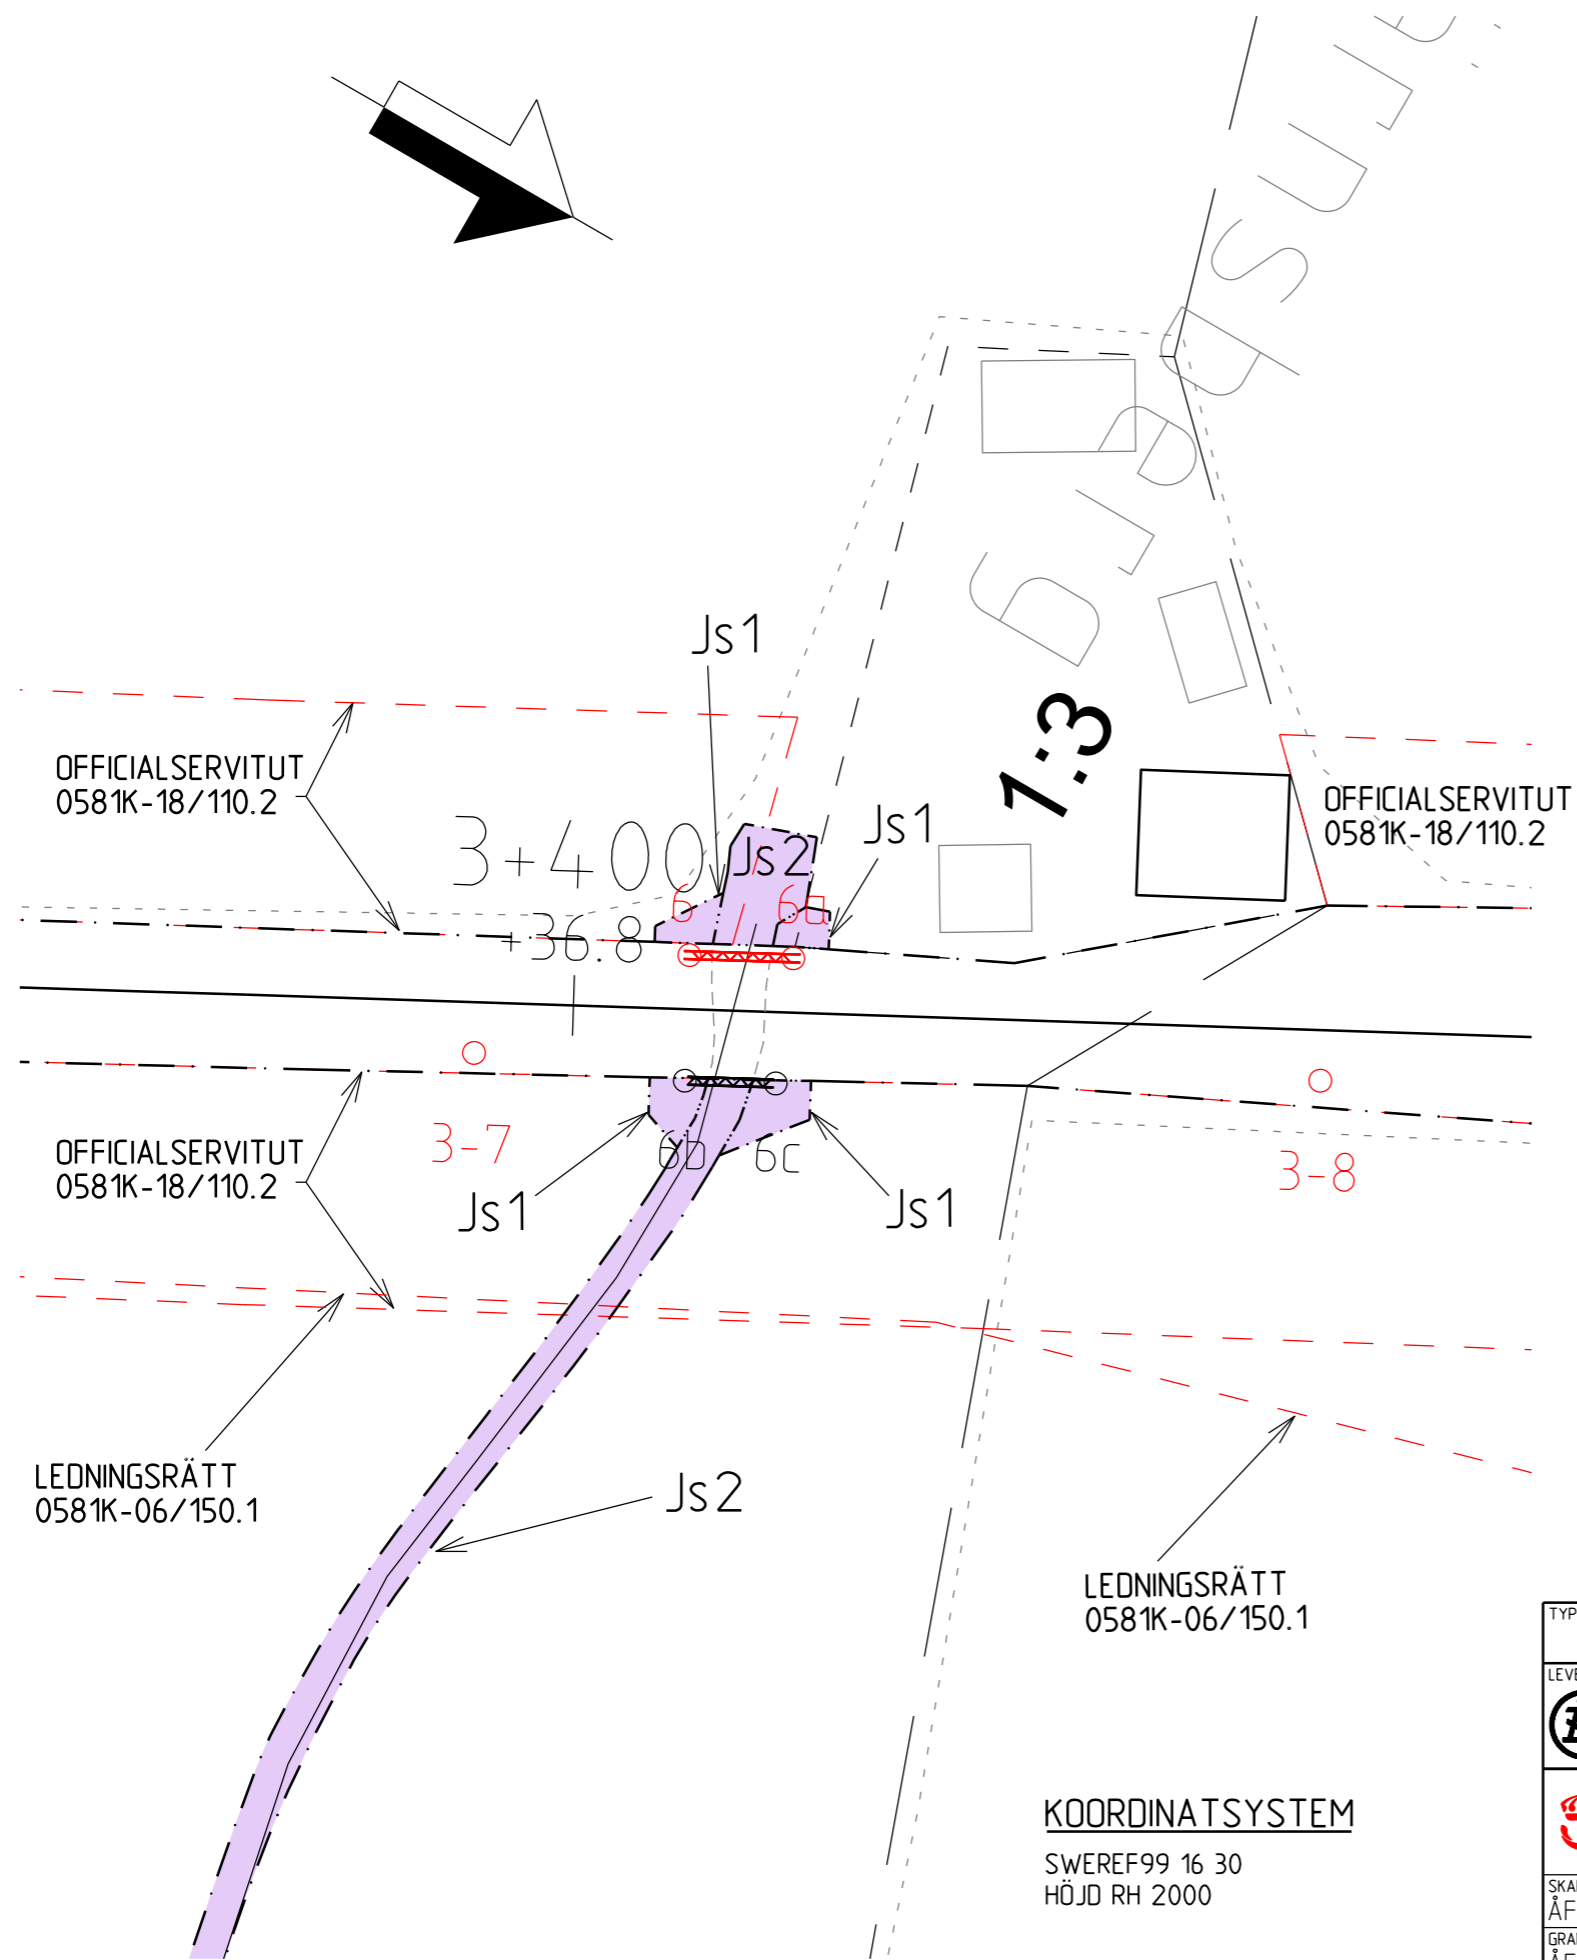 Js1
1:3
OFFICIALSERVITUT
0581K-18/110.2
OFFICIALSERVITUT
0581K-18/110.2
3+400
Js2
Js1
6
6a
+36.8
3-7
6b
6c
3-8
OFFICIALSERVITUT
0581K-18/110.2
Js1
Js1
LEDNINGSRÄTT
0581K-06/150.1
Js2
LEDNINGSRÄTT
0581K-06/150.1
KOORDINATSYSTEM
SWEREF99 16 30
HÖJD RH 2000
TYP